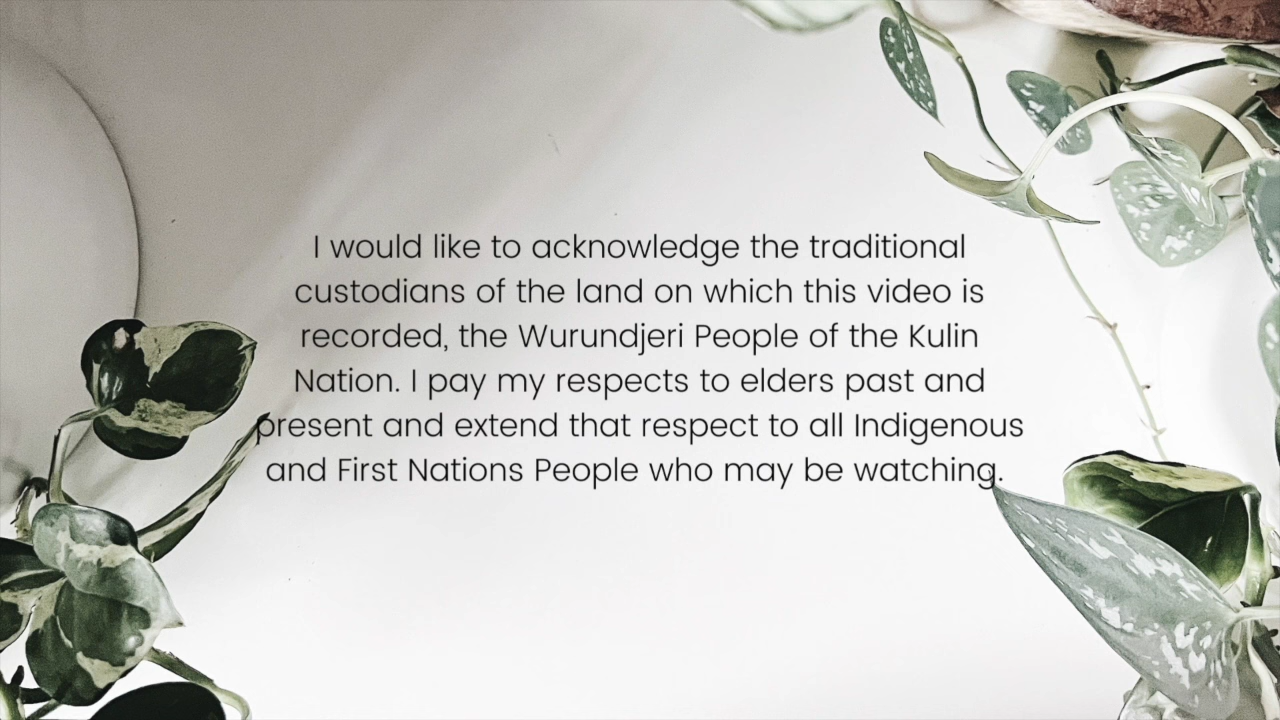 I would like to acknowledge the traditional
custodians of the land on which this video is
recorded, the Wurundjeri People of the Kulin
Nation. I pay my respects to elders past and
present and extend that respect to all Indigenous
and First Nations People who may be watching.